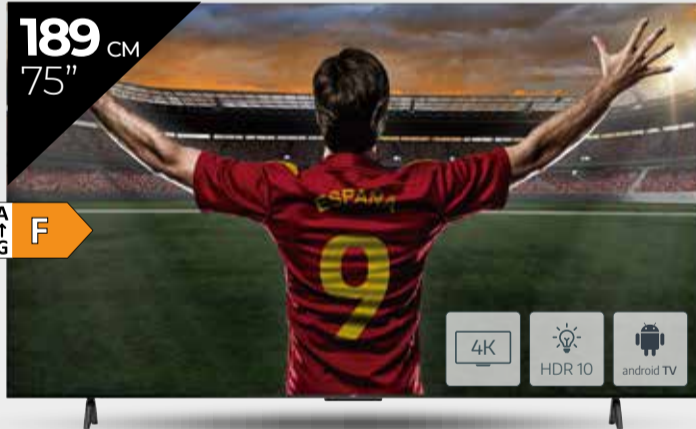 189 CM
75”
A
↑
G
F
ESPAÑA
9
4K
HDR 10
android TV